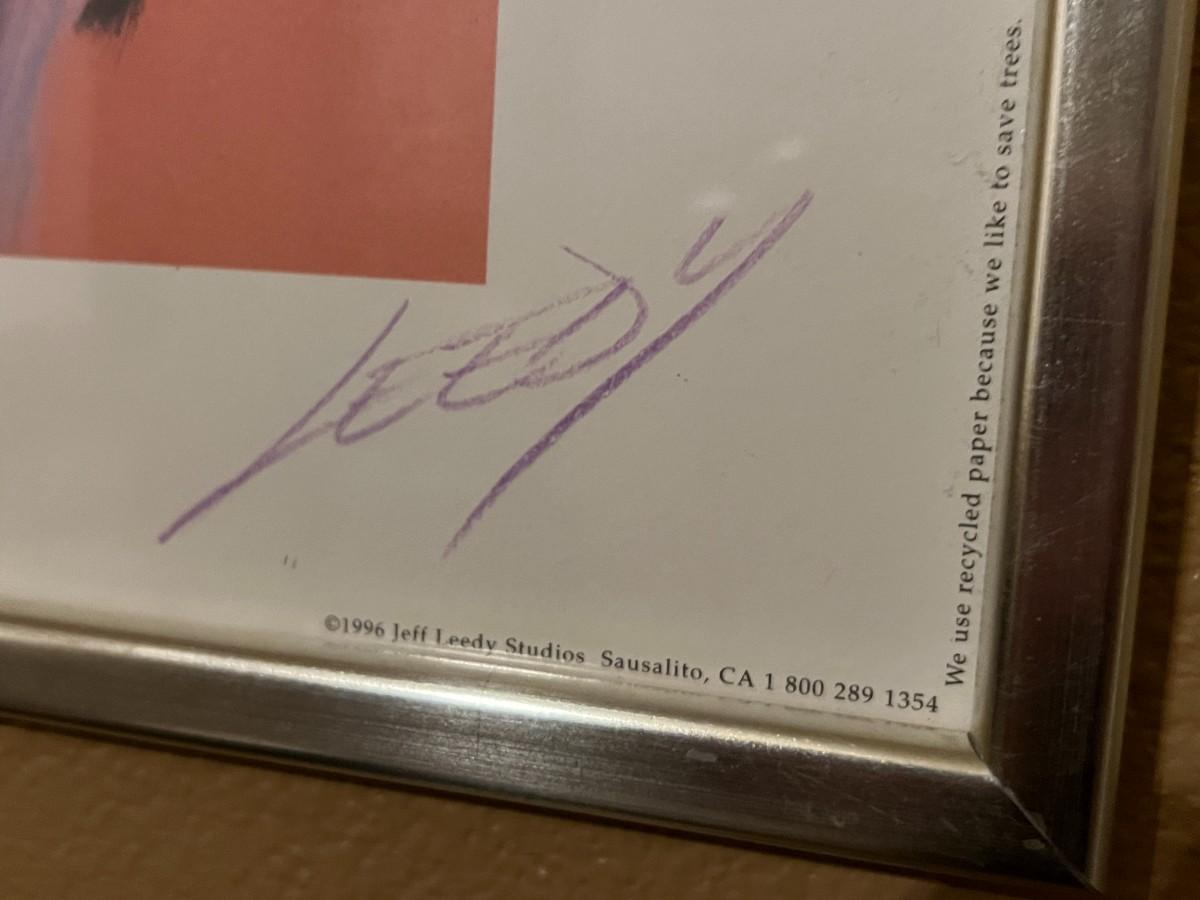 LEEDY
©1996 Jeff Leedy Studios Sausalito, CA 1 800 289 1354
We use recycled paper because we like to save trees.